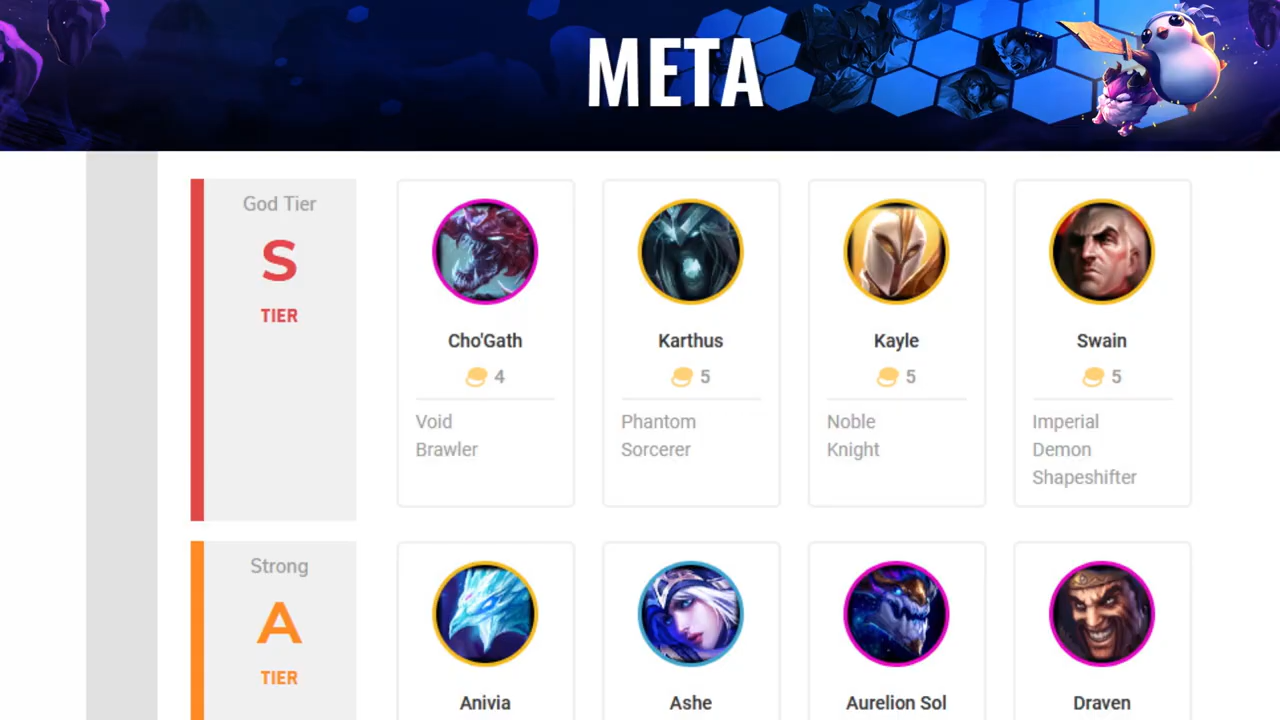 META
God Tier
S
TIER
Cho'Gath
4
Void
Brawler
Karthus
5
Phantom
Sorcerer
Kayle
5
Noble
Knight
Swain
5
Imperial
Demon
Shapeshifter
Strong
A
TIER
Anivia
Ashe
Aurelion Sol
Draven